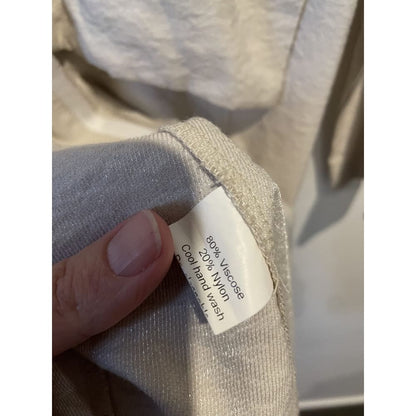 80% Viscose
20% Nylon
Cool hand wash